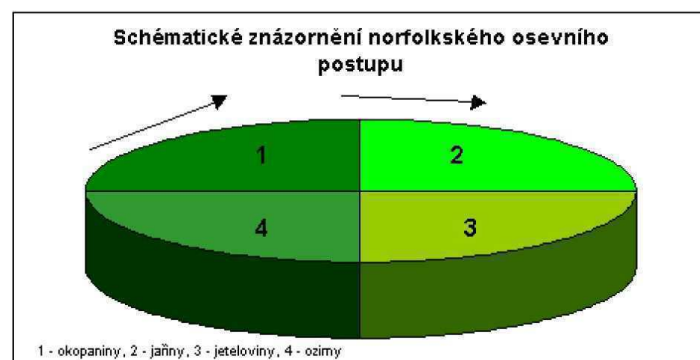 Schématické znázornění norfolkského osevního
postupu
1
2
4
3
1 - okopaniny, 2 - jařiny, 3 - jeteloviny, 4 - ozimy